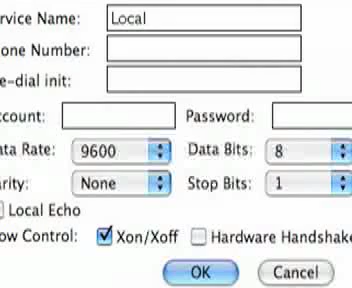 ervice Name: Local
one Number:
e-dial init:
ccount: Password:
ata Rate: 9600 Data Bits: 8
arity: None Stop Bits: 1
Local Echo
ow Control: Xon/Xoff Hardware Handshake
OK Cancel